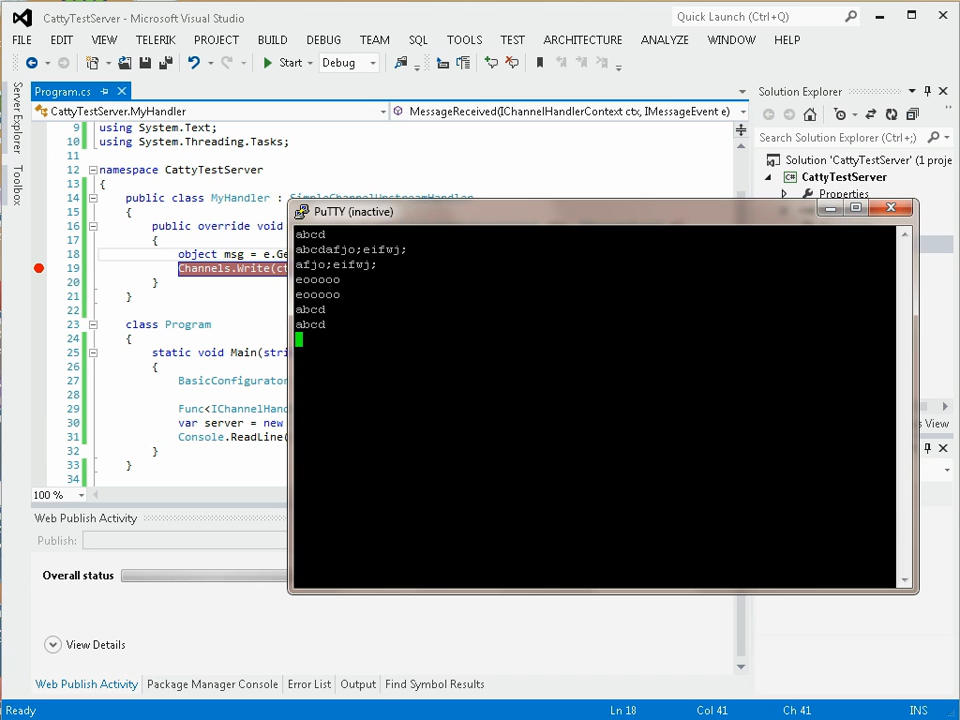 CattyTestServer - Microsoft Visual Studio
Quick Launch (Ctrl+Q)
FILE EDIT VIEW TELERIK PROJECT BUILD DEBUG TEAM SQL TOOLS TEST ARCHITECTURE ANALYZE WINDOW HELP
Start Debug
Server Explorer
Toolbox
Program.cs
CattyTestServer.MyHandler
MessageReceived(IChannelHandlerContext ctx, IMessageEvent e)
9 using System.Text;
10 using System.Threading.Tasks;
11
12 namespace CattyTestServer
13 {
14 public class MyHandler : SimpleChannelUpstreamHandler
15 {
16 public override void
17 {
18 object msg = e.Ge
19 Channels.Write(ct
20 }
21 }
22
23 class Program
24 {
25 static void Main(stri
26 {
27 BasicConfigurator
28
29 Func<IChannelHand
30 var server = new
31 Console.ReadLine(
32 }
33 }
34
100 %
PuTTY (inactive)
abcd
abcdafjo;eifwj;
afjo;eifwj;
eooooo
eooooo
abcd
abcd
Solution Explorer
Search Solution Explorer (Ctrl+;)
Solution 'CattyTestServer' (1 proje
CattyTestServer
Properties
s View
Web Publish Activity
Publish:
Overall status
View Details
Web Publish Activity Package Manager Console Error List Output Find Symbol Results
Ready Ln 18 Col 41 Ch 41 INS